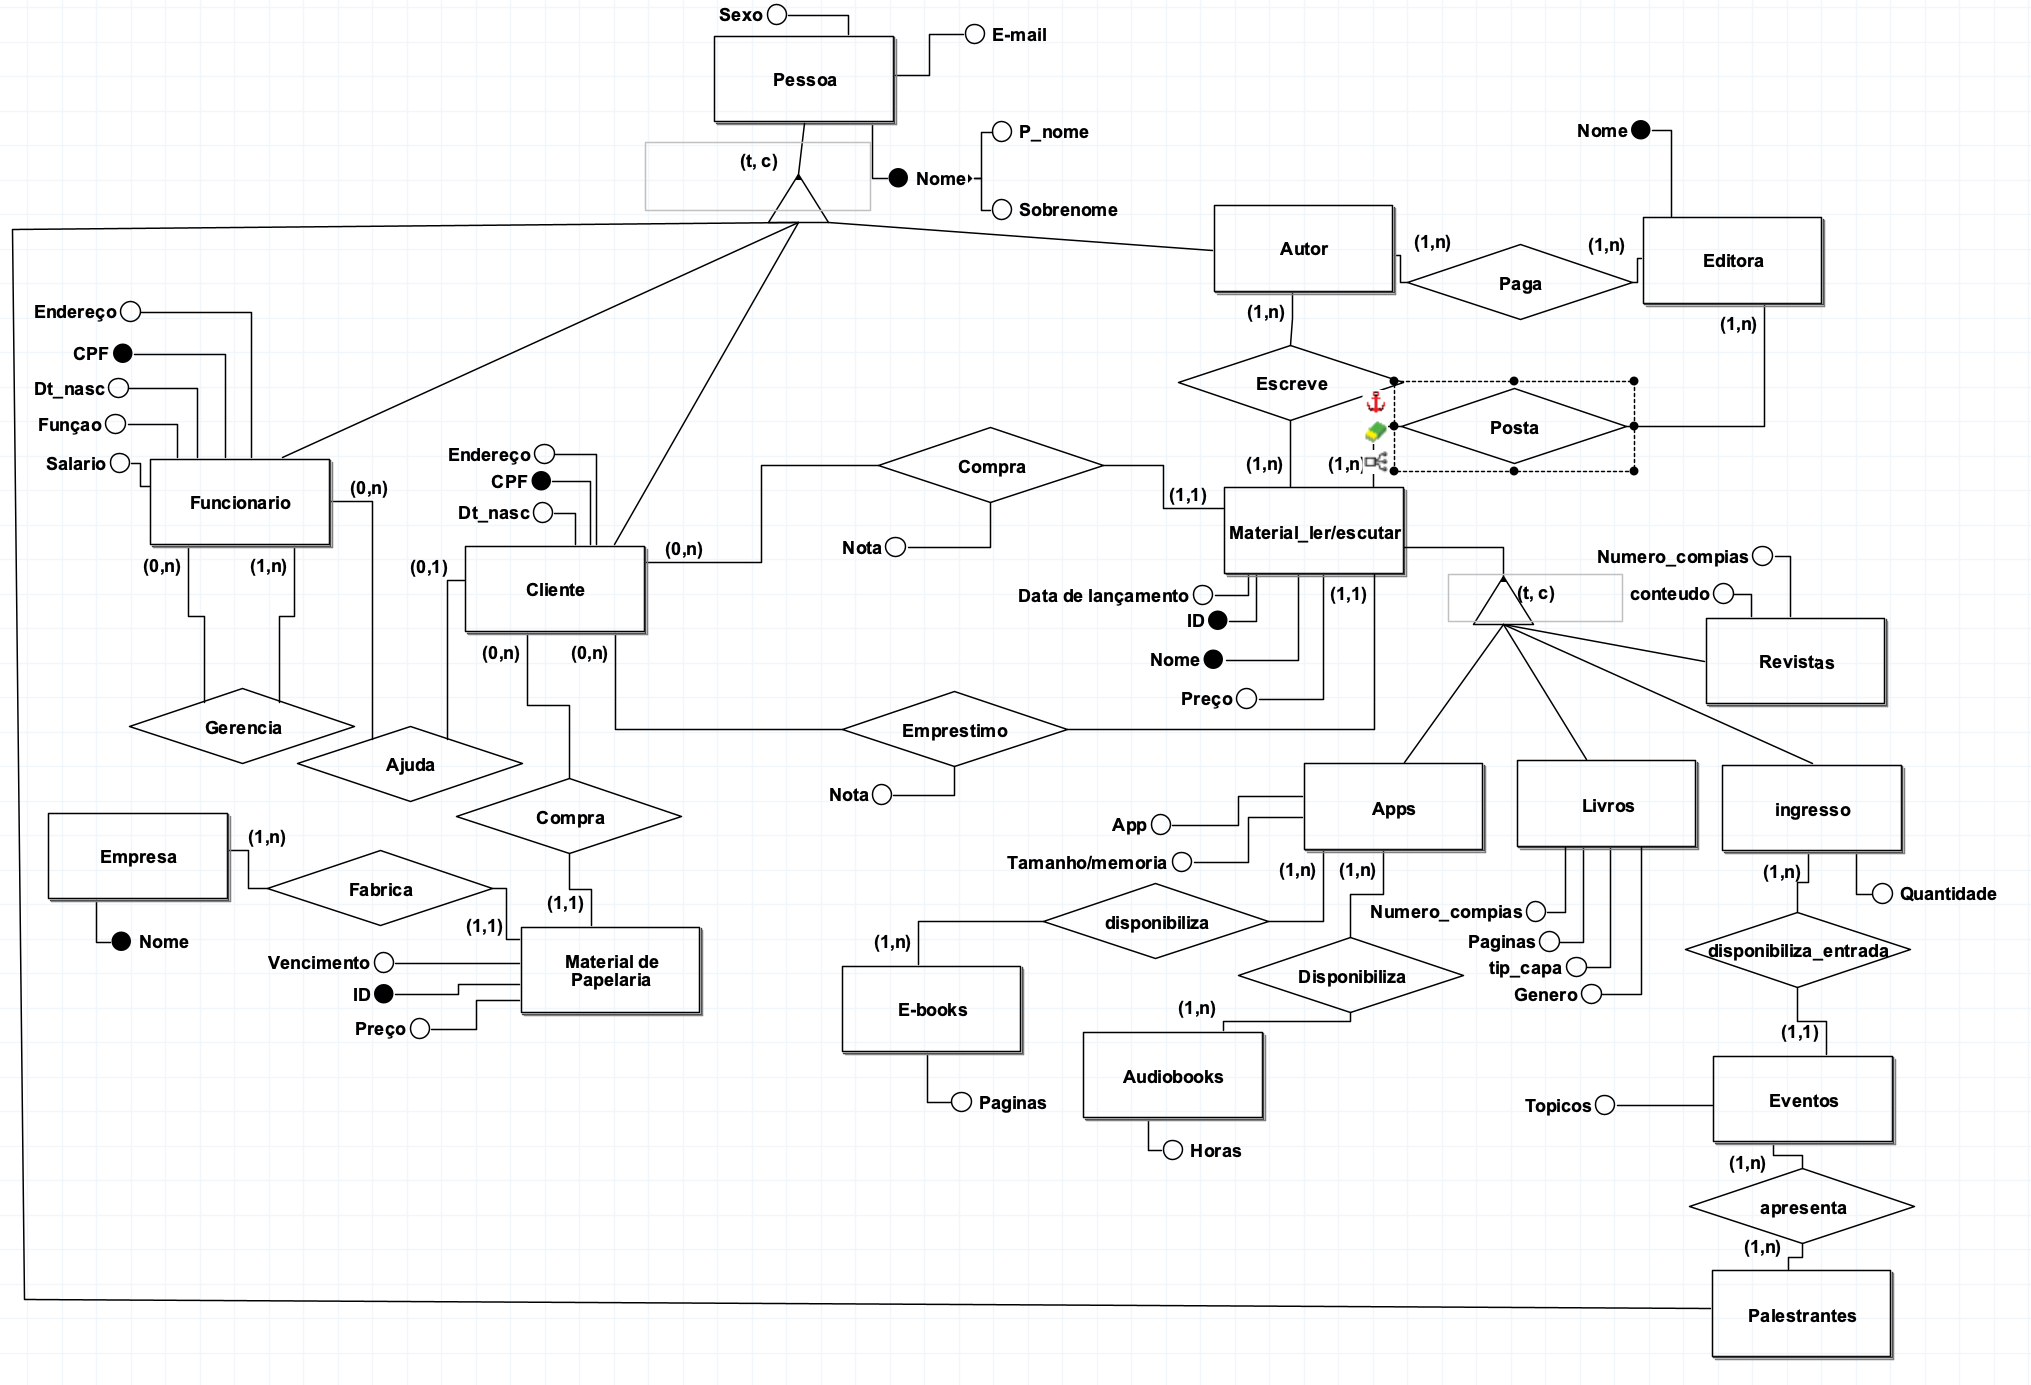 Sexo
E-mail
Pessoa
P_nome
Nome
(t, c)
Nome
Sobrenome
Autor
(1,n)
(1,n)
Editora
Paga
Endereço
(1,n)
(1,n)
CPF
Dt_nasc
Escreve
Funçao
Posta
Salario
Endereço
Compra
(1,n)
(1,n)
CPF
(0,n)
(1,1)
Funcionario
Dt_nasc
Material_ler/escutar
Nota
(0,n)
Numero_compias
(0,n)
(1,n)
(0,1)
Cliente
Data de lançamento
(1,1)
(t, c)
conteudo
ID
(0,n)
(0,n)
Nome
Revistas
Preço
Gerencia
Emprestimo
Ajuda
Nota
Apps
Livros
ingresso
Compra
App
(1,n)
Empresa
Tamanho/memoria
(1,n)
(1,n)
(1,n)
Fabrica
Quantidade
(1,1)
Numero_compias
(1,1)
disponibiliza
Nome
(1,n)
Paginas
disponibiliza_entrada
Vencimento
Material de
Papelaria
tip_capa
Disponibiliza
ID
Genero
E-books
(1,n)
Preço
(1,1)
Audiobooks
Paginas
Topicos
Eventos
Horas
(1,n)
apresenta
(1,n)
Palestrantes